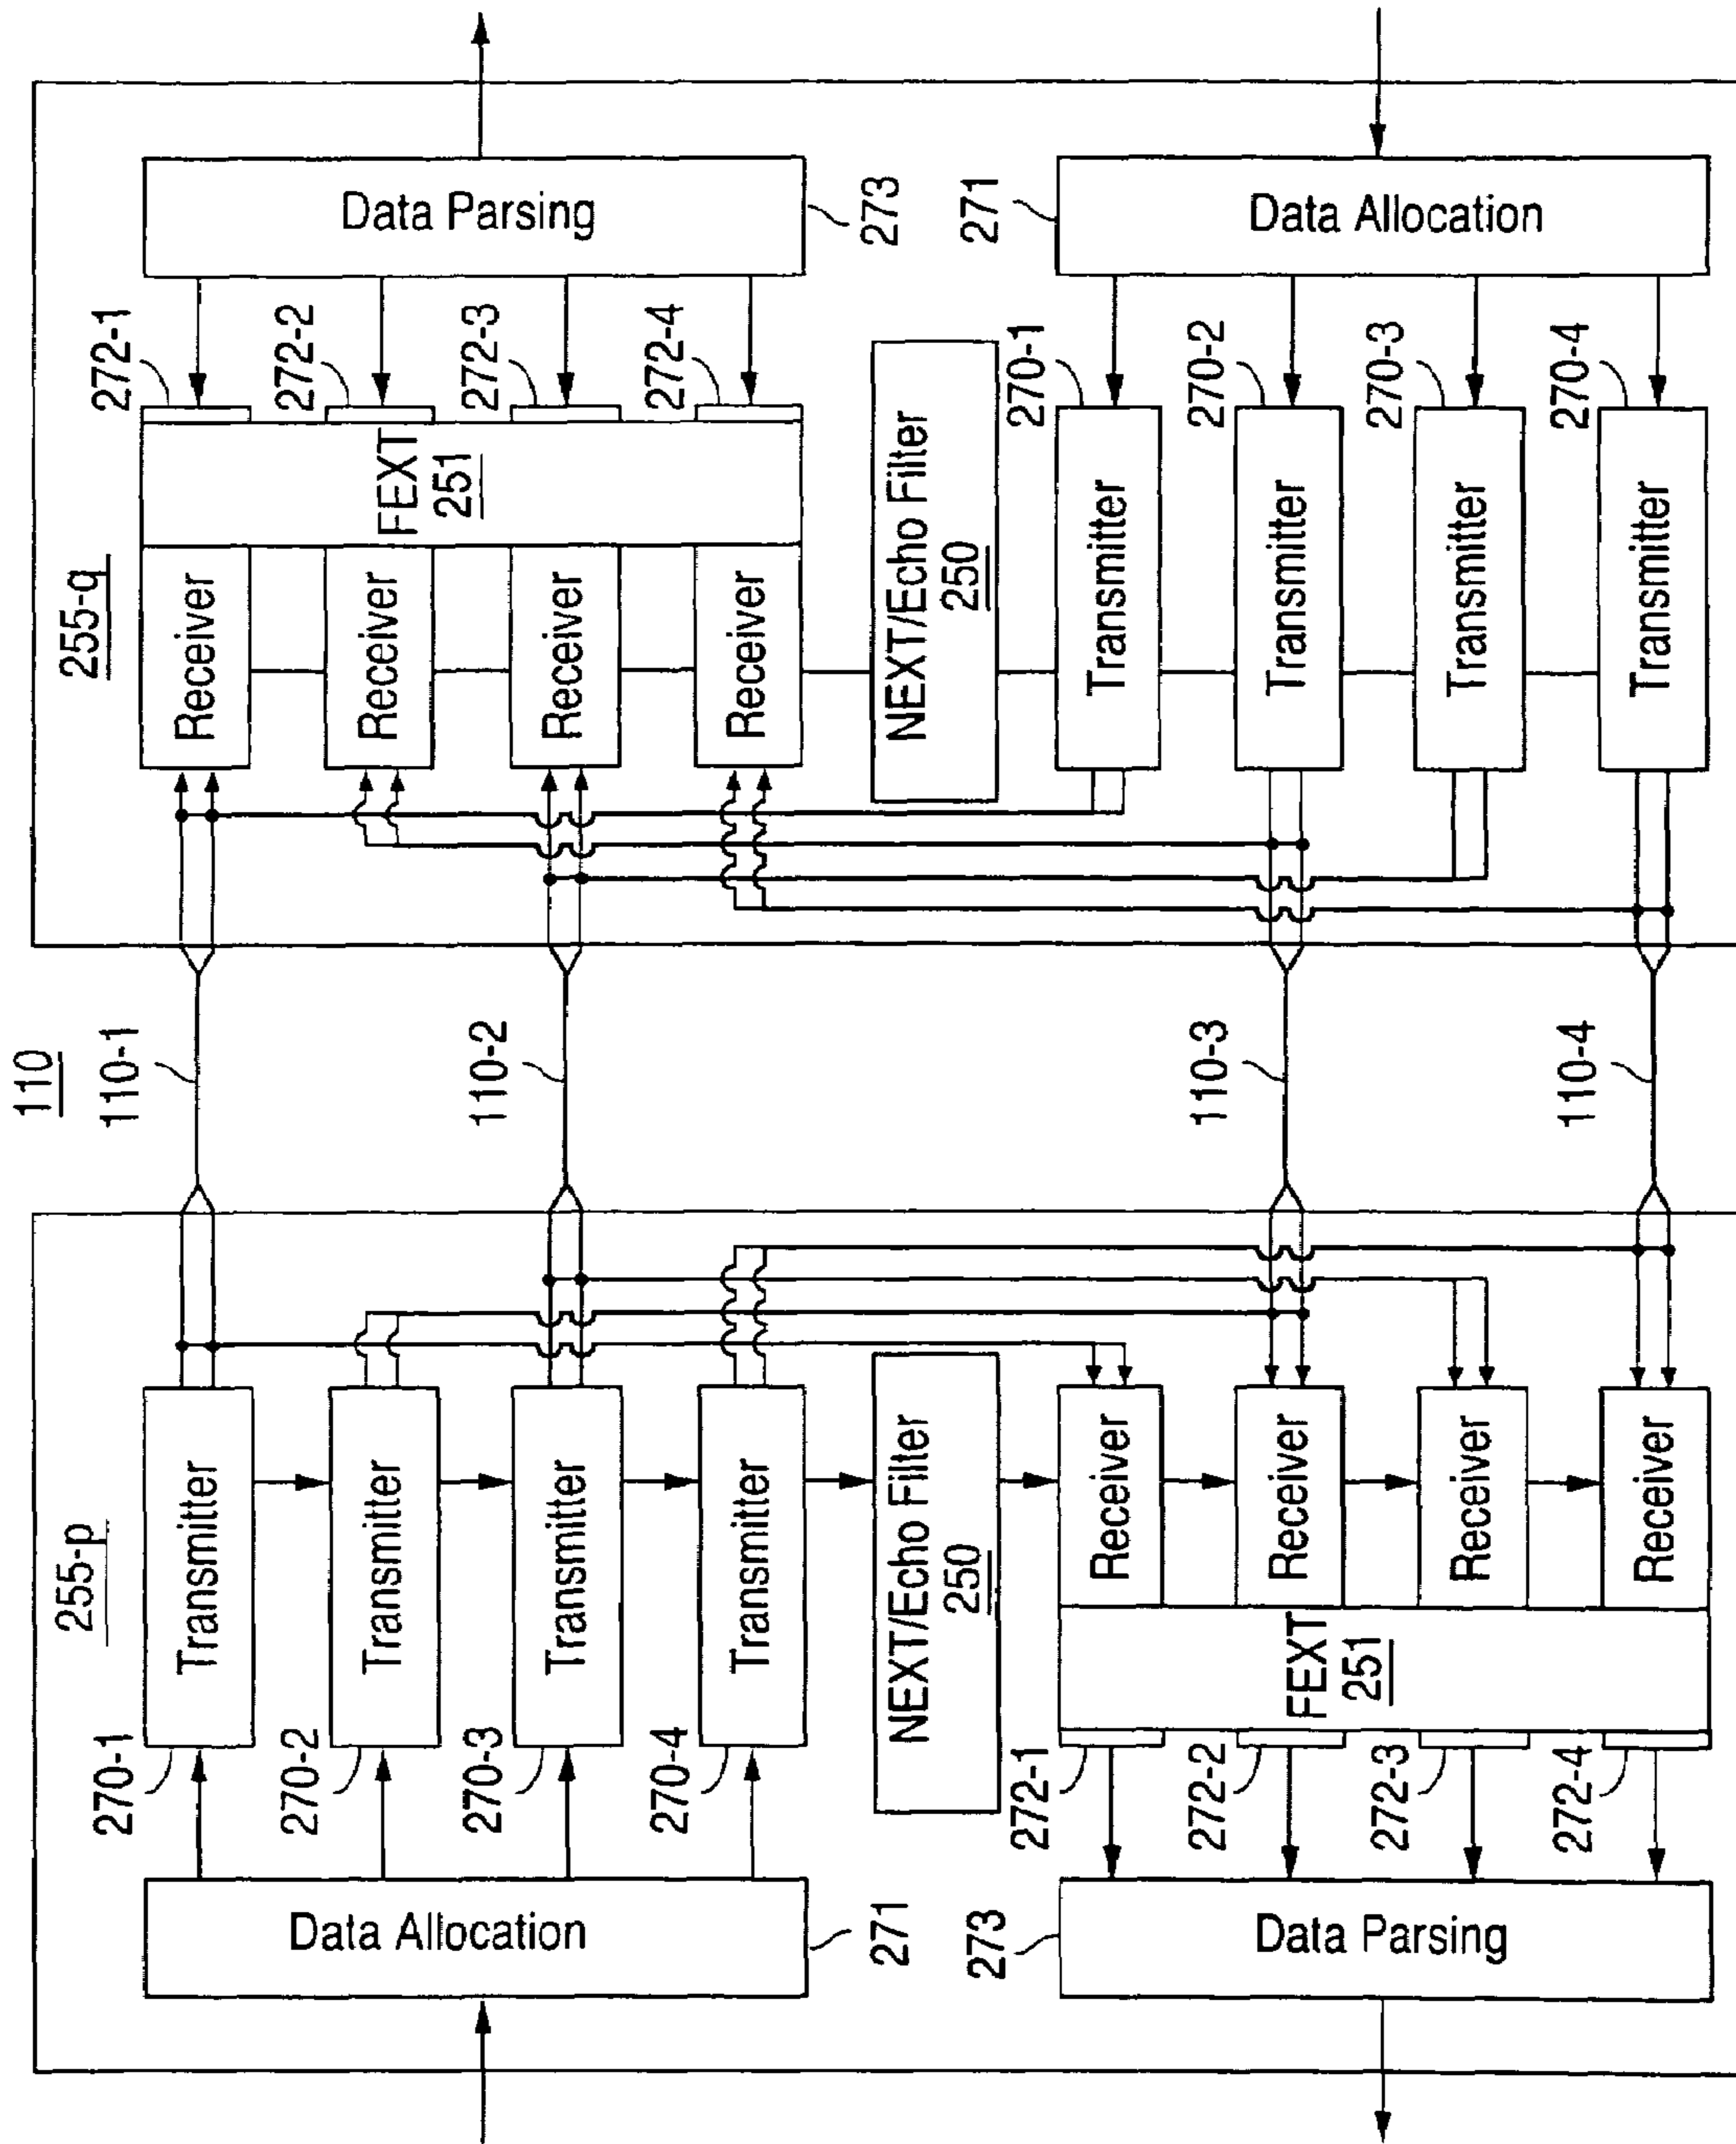 110
255-p
Data Allocation
271
270-1
Transmitter
270-2
Transmitter
270-3
Transmitter
270-4
Transmitter
NEXT/Echo Filter
250
272-1
Receiver
272-2
Receiver
272-3
Receiver
272-4
Receiver
FEXT
251
273
Data Parsing
110-1
110-2
110-3
110-4
255-q
Receiver
272-1
Receiver
272-2
Receiver
272-3
Receiver
272-4
FEXT
251
Data Parsing
273
NEXT/Echo Filter
250
Transmitter
270-1
Transmitter
270-2
Transmitter
270-3
Transmitter
270-4
271
Data Allocation